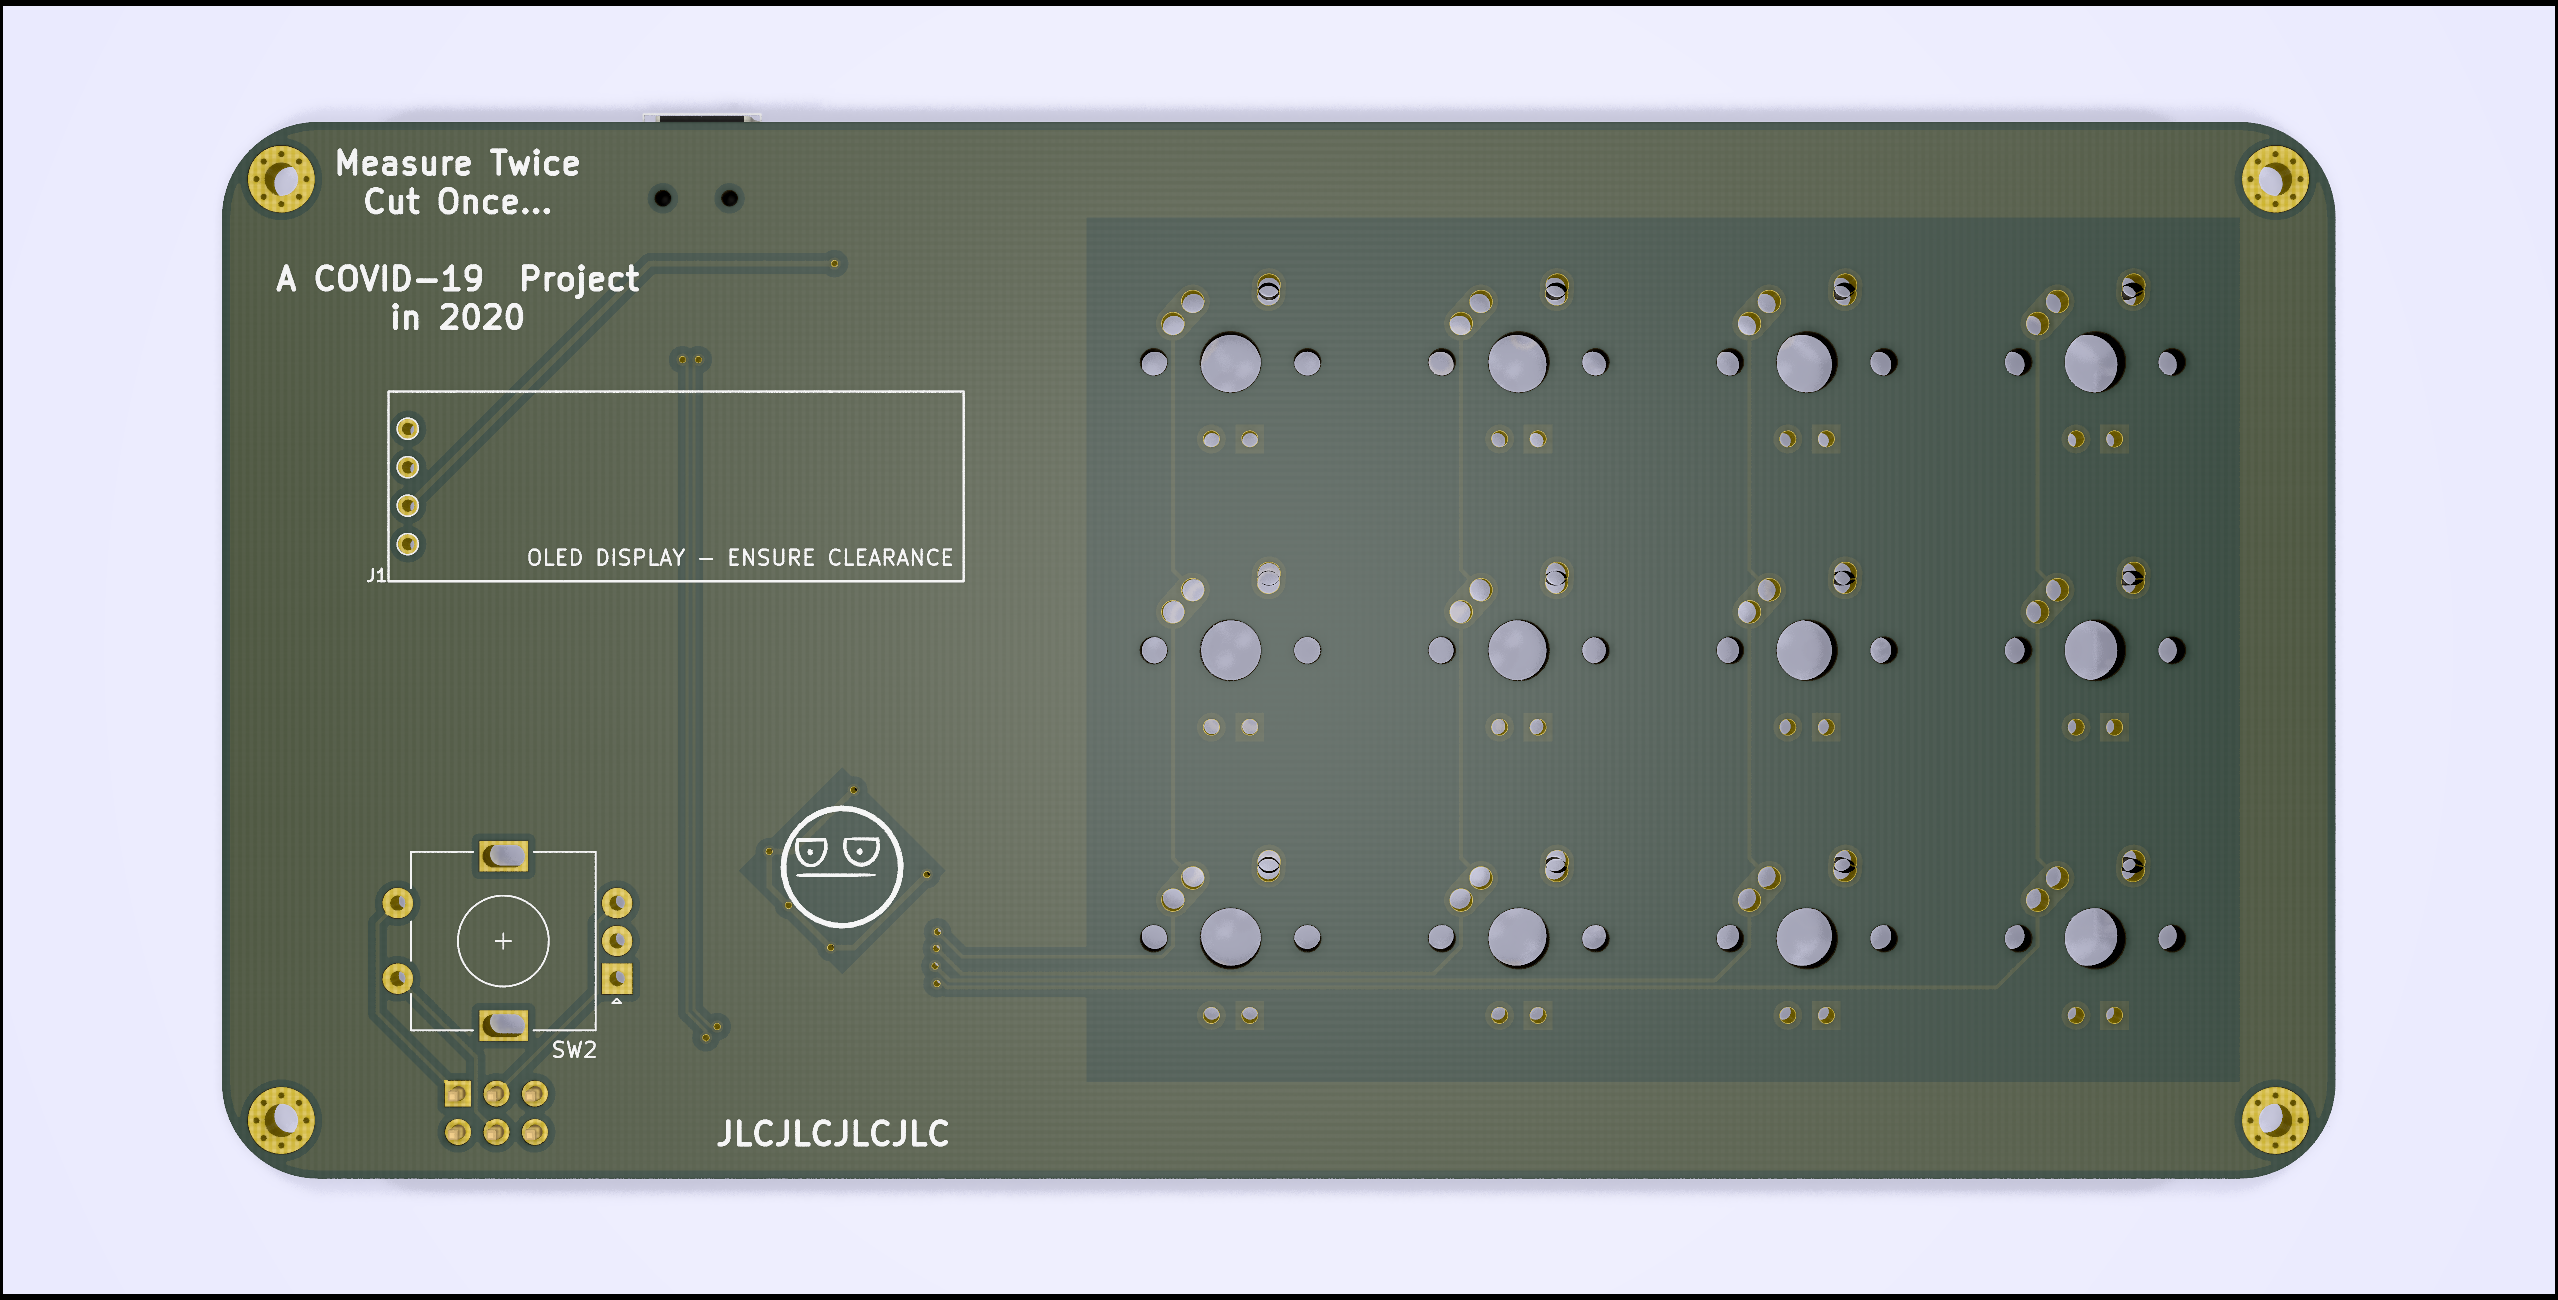 Measure Twice
Cut Once...
A COVID-19 Project
in 2020
OLED DISPLAY - ENSURE CLEARANCE
J1
SW2
JLCJLCJLCJLC